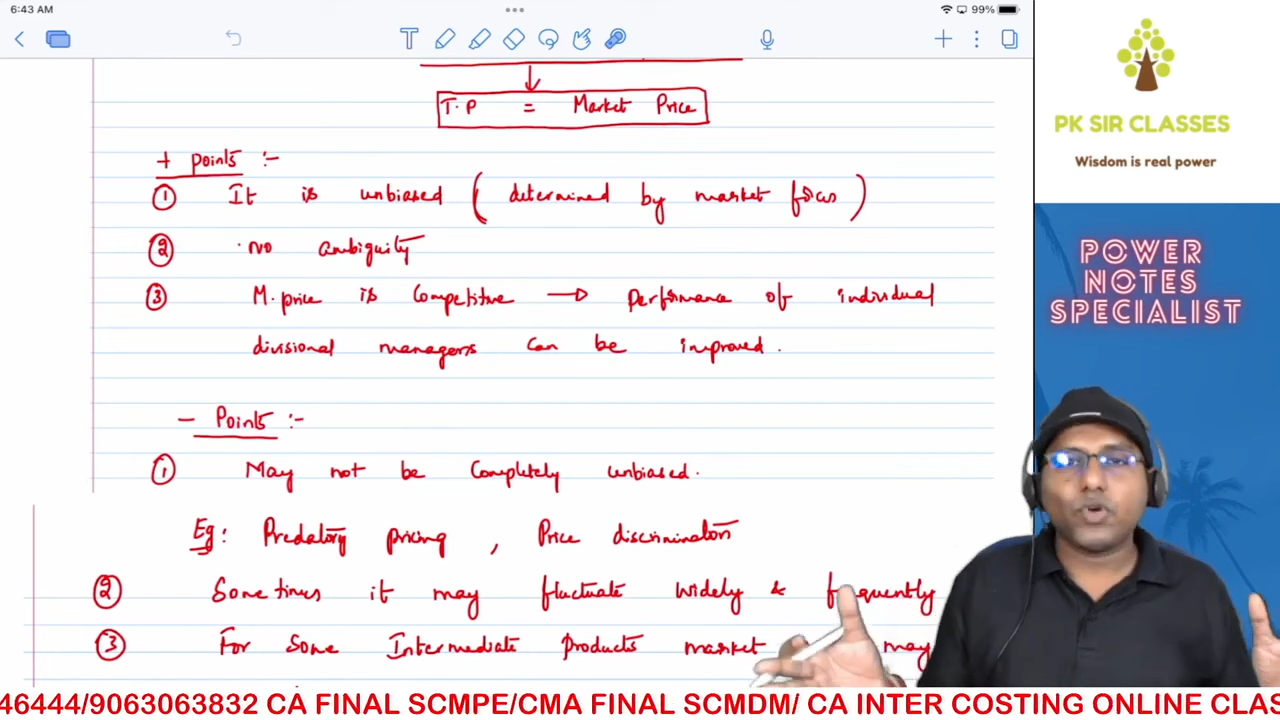 6:43 AM
99%
T
T.P = Market Price
+ points :-
① It is unbiased ( determined by market focus )
② no ambiguity
③ M.price is Competitive → Performance of individual
divisional managers can be improved.
- Points :-
① May not be Completely unbiased.
Eg: Predatory pricing , Price discrimination
② Sometimes it may fluctuate widely & frequently
③ For Some Intermediate Products market may
PK SIR CLASSES
Wisdom is real power
POWER
NOTES
SPECIALIST
46444/9063063832 CA FINAL SCMPE/CMA FINAL SCMDM/ CA INTER COSTING ONLINE CLAS